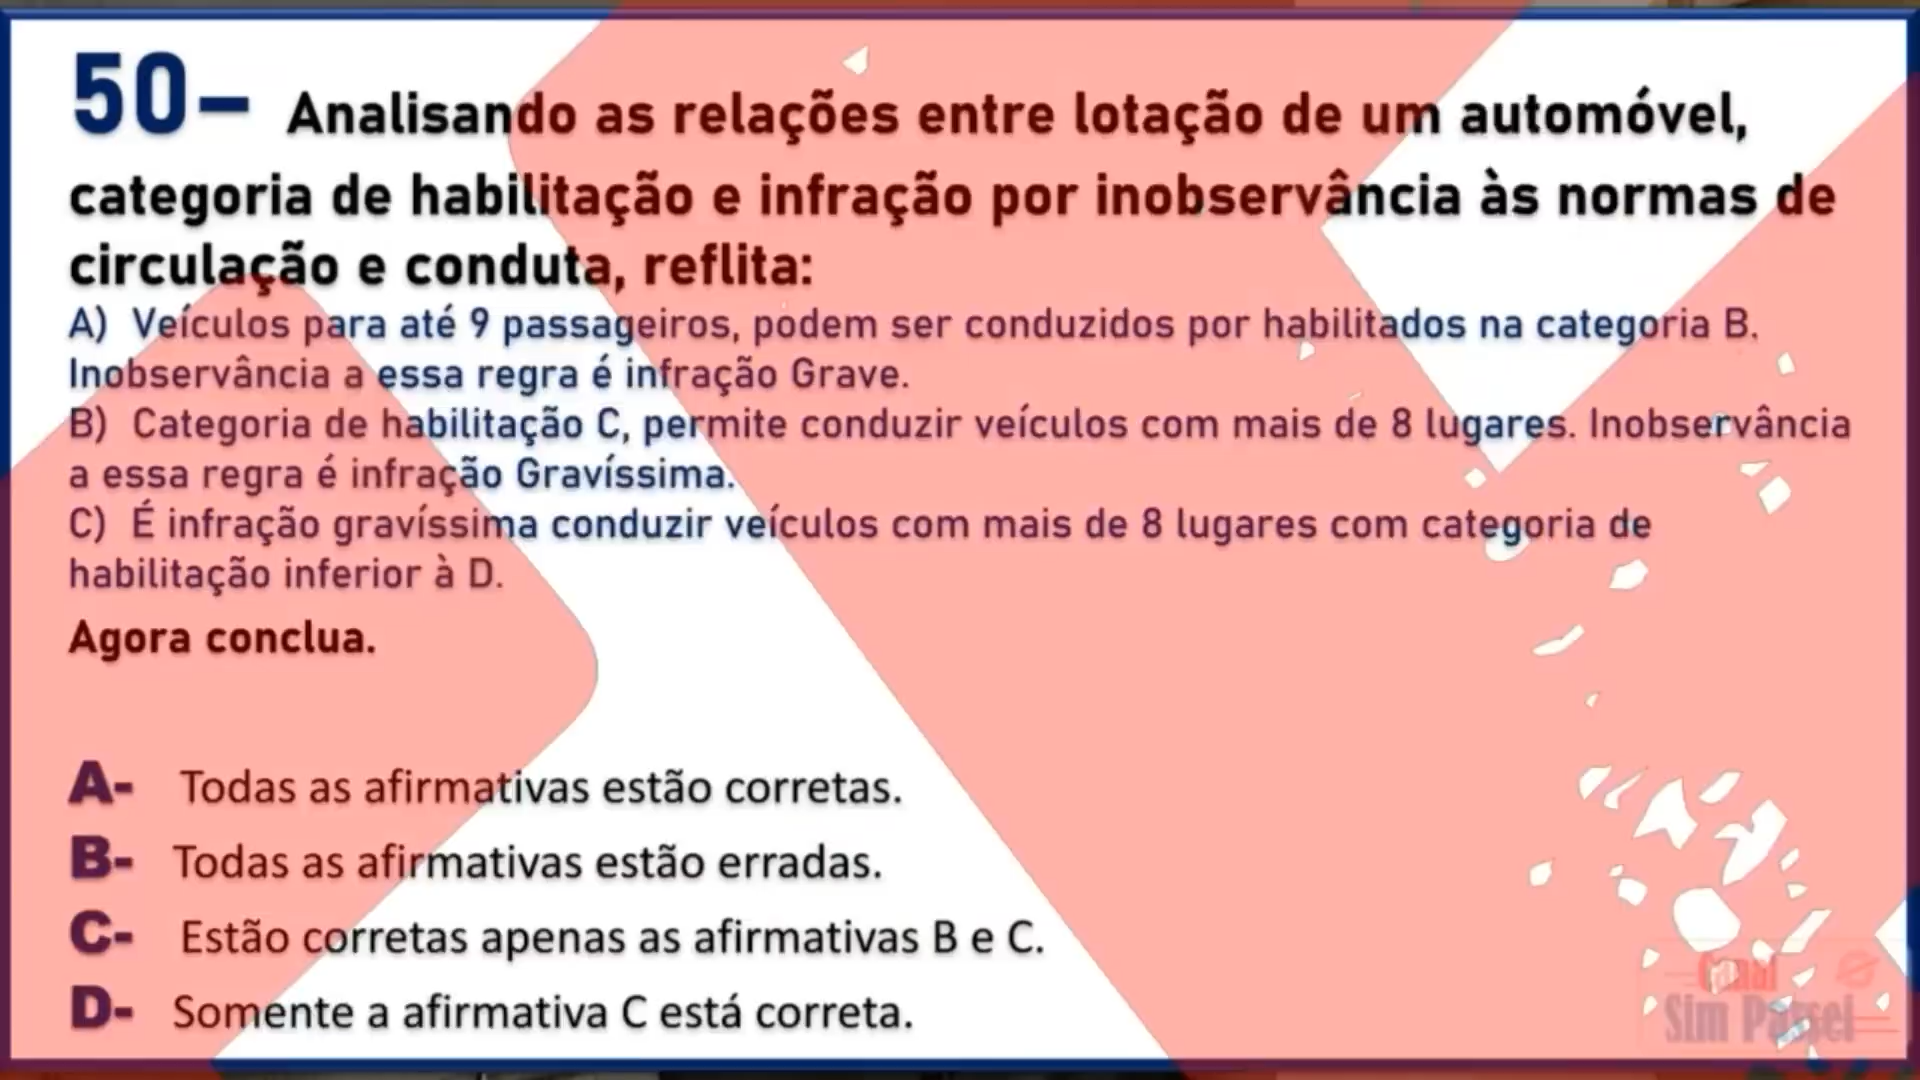 50- Analisando as relações entre lotação de um automóvel,
categoria de habilitação e infração por inobservância às normas de
circulação e conduta, reflita:
A) Veículos para até 9 passageiros, podem ser conduzidos por habilitados na categoria B.
Inobservância a essa regra é infração Grave.
B) Categoria de habilitação C, permite conduzir veículos com mais de 8 lugares. Inobservância
a essa regra é infração Gravíssima.
C) É infração gravíssima conduzir veículos com mais de 8 lugares com categoria de
habilitação inferior à D.
Agora conclua.
A- Todas as afirmativas estão corretas.
B- Todas as afirmativas estão erradas.
C- Estão corretas apenas as afirmativas B e C.
D- Somente a afirmativa C está correta.
Canal
Sim Passei